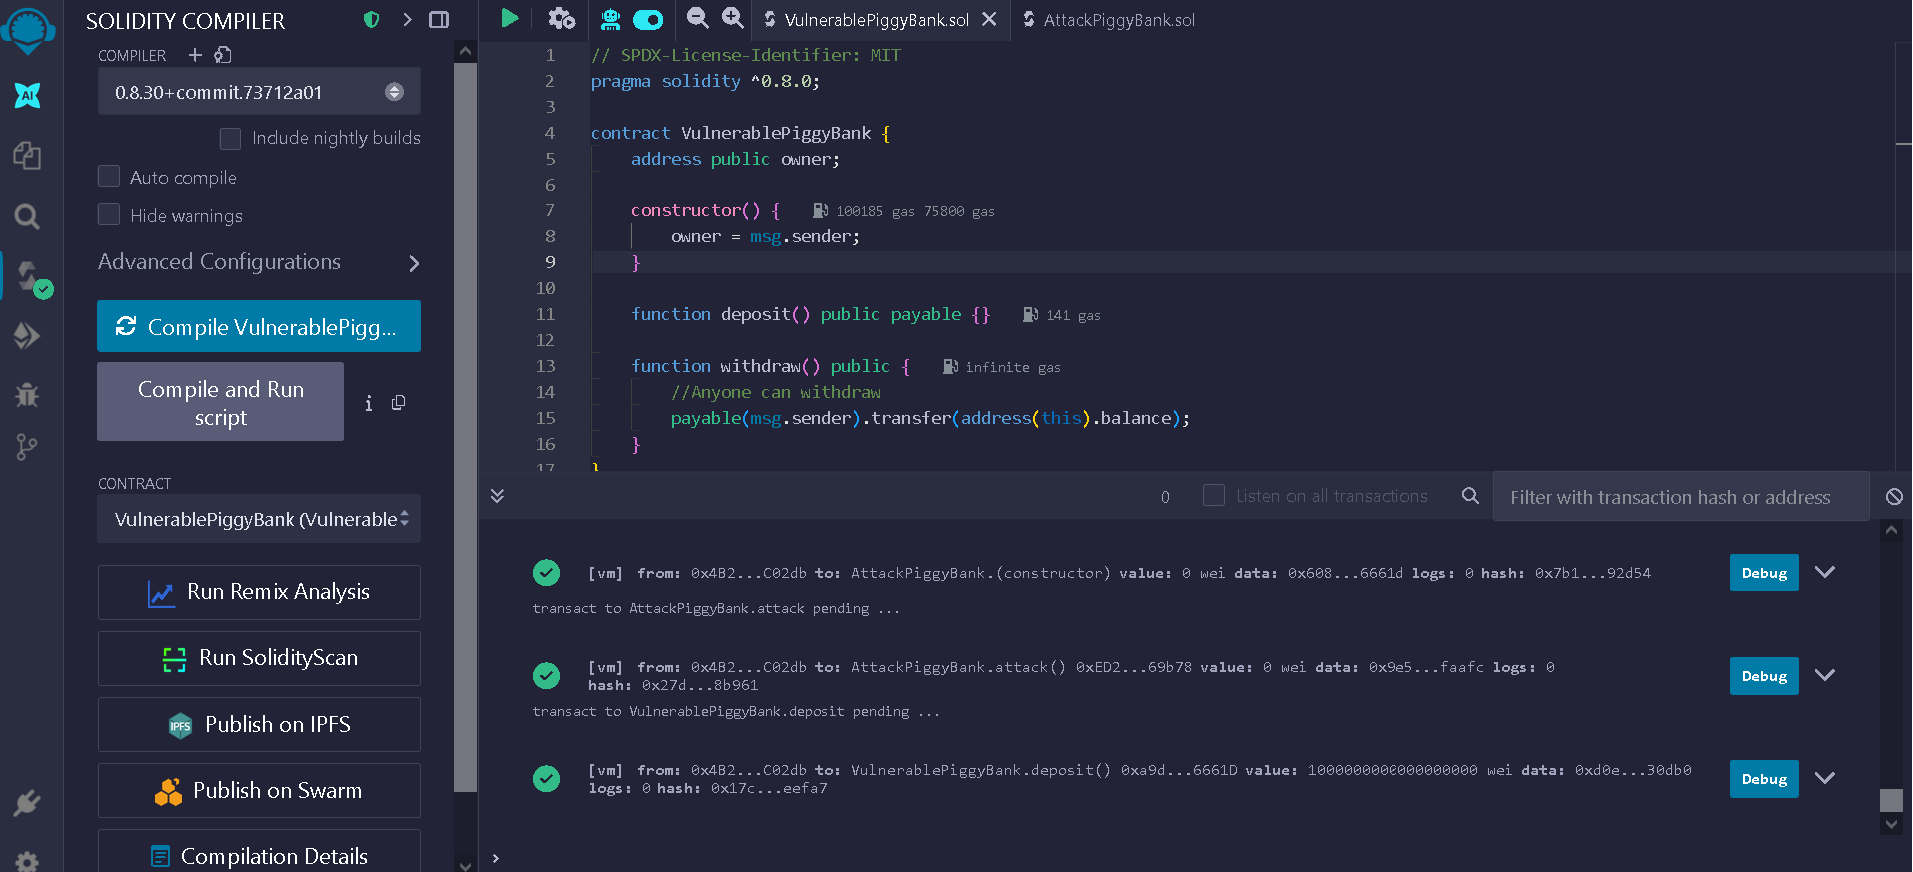 SOLIDITY COMPILER
COMPILER
0.8.30+commit.73712a01
Include nightly builds
Auto compile
Hide warnings
Advanced Configurations
Compile VulnerablePigg...
Compile and Run
script
i
CONTRACT
VulnerablePiggyBank (Vulnerable
Run Remix Analysis
Run SolidityScan
IPFS
Publish on IPFS
Publish on Swarm
Compilation Details
AI
VulnerablePiggyBank.sol
AttackPiggyBank.sol
1 // SPDX-License-Identifier: MIT
2 pragma solidity ^0.8.0;
3
4 contract VulnerablePiggyBank {
5 address public owner;
6
7 constructor() { 100185 gas 75800 gas
8 owner = msg.sender;
9 }
10
11 function deposit() public payable {} 141 gas
12
13 function withdraw() public { infinite gas
14 //Anyone can withdraw
15 payable(msg.sender).transfer(address(this).balance);
16 }
17 }
0 Listen on all transactions Filter with transaction hash or address
[vm] from: 0x4B2...C02db to: AttackPiggyBank.(constructor) value: 0 wei data: 0x608...6661d logs: 0 hash: 0x7b1...92d54 Debug
transact to AttackPiggyBank.attack pending ...
[vm] from: 0x4B2...C02db to: AttackPiggyBank.attack() 0xED2...69b78 value: 0 wei data: 0x9e5...faafc logs: 0
hash: 0x27d...8b961 Debug
transact to VulnerablePiggyBank.deposit pending ...
[vm] from: 0x4B2...C02db to: VulnerablePiggyBank.deposit() 0xa9d...6661D value: 1000000000000000000 wei data: 0xd0e...30db0
logs: 0 hash: 0x17c...eefa7 Debug
>